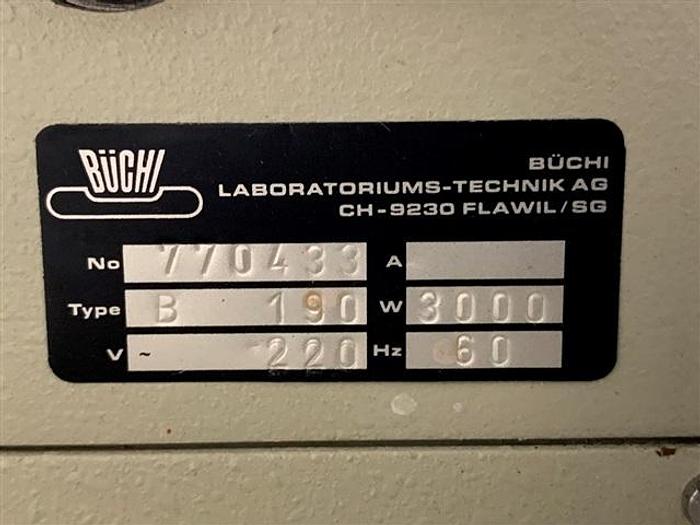 BÜCHI
BÜCHI
LABORATORIUMS-TECHNIK AG
CH-9230 FLAWIL/SG
No 770433 A
Type B 190 W 3000
V ~ 220 Hz 60